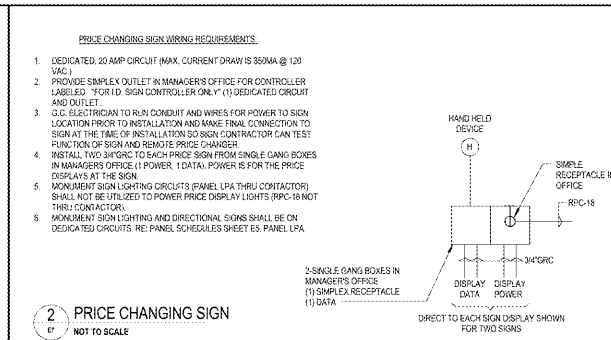 PRICE CHANGING SIGN WIRING REQUIREMENTS:
1. DEDICATED, 20 AMP CIRCUIT (MAX. CURRENT DRAW IS 350MA @ 120
VAC.)
2. PROVIDE SIMPLEX OUTLET IN MANAGER'S OFFICE FOR CONTROLLER
LABELED "FOR I.D. SIGN CONTROLLER ONLY" (1) DEDICATED CIRCUIT
AND OUTLET.
3. G.C. ELECTRICIAN TO RUN CONDUIT AND WIRES FOR POWER TO SIGN
LOCATION PRIOR TO INSTALLATION AND MAKE FINAL CONNECTION TO
SIGN AT THE TIME OF INSTALLATION SO SIGN CONTRACTOR CAN TEST
FUNCTION OF SIGN AND REMOTE PRICE CHANGER.
4. INSTALL TWO 3/4"GRC TO EACH PRICE SIGN FROM SINGLE GANG BOXES
IN MANAGER'S OFFICE (1 POWER, 1 DATA). POWER IS FOR THE PRICE
DISPLAYS AT THE SIGN.
5. MONUMENT SIGN LIGHTING CIRCUITS (PANEL LPA THRU CONTACTOR)
SHALL NOT BE UTILIZED TO POWER PRICE DISPLAY LIGHTS (RPC-18 NOT
THRU CONTACTOR).
6. MONUMENT SIGN LIGHTING AND DIRECTIONAL SIGNS SHALL BE ON
DEDICATED CIRCUITS. RE: PANEL SCHEDULES SHEET E5, PANEL LPA
HAND HELD
DEVICE
H
SIMPLE
RECEPTACLE IN
OFFICE
RPC-18
3/4"GRC
2-SINGLE GANG BOXES IN
MANAGER'S OFFICE
(1) SIMPLEX RECEPTACLE
(1) DATA
DISPLAY
DATA
DISPLAY
POWER
DIRECT TO EACH SIGN DISPLAY SHOWN
FOR TWO SIGNS
2
PRICE CHANGING SIGN
NOT TO SCALE